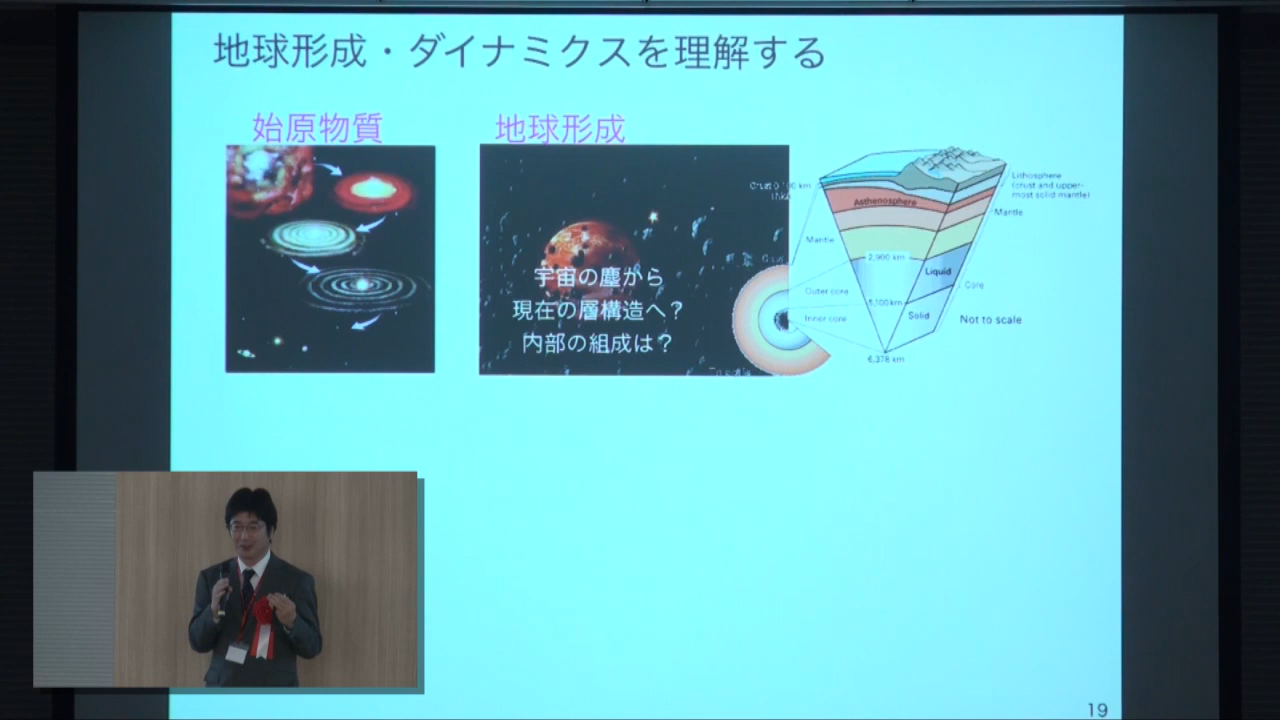 地球形成・ダイナミクスを理解する
始原物質
地球形成
宇宙の塵から
現在の層構造へ？
内部の組成は？
Lithosphere
(crust and upper-
most solid mantle)
Asthenosphere
Mantle
Mantle
2,900 km
Liquid
Core
Outer core
5,100 km
Inner core
Solid
Not to scale
6,378 km
19